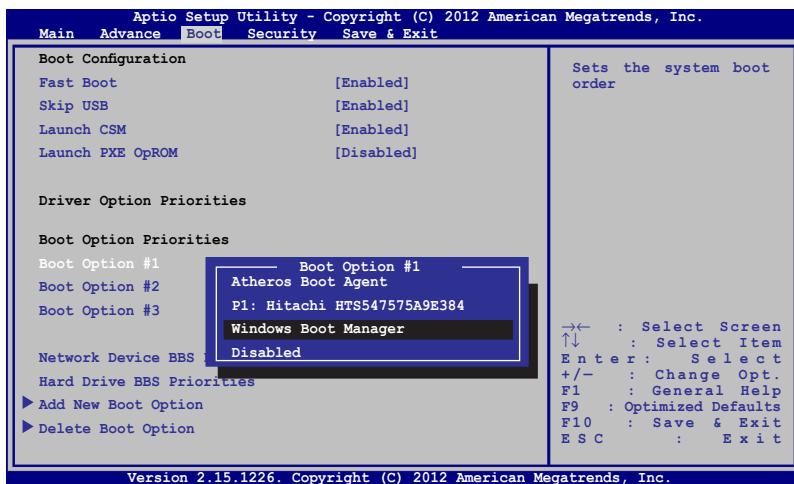 Aptio Setup Utility - Copyright (C) 2012 American Megatrends, Inc.
Main Advance Boot Security Save & Exit
Boot Configuration
Fast Boot [Enabled]
Skip USB [Enabled]
Launch CSM [Enabled]
Launch PXE OpROM [Disabled]
Driver Option Priorities
Boot Option Priorities
Boot Option #1
Boot Option #2
Boot Option #3
Network Device BBS
Hard Drive BBS Priorities
Add New Boot Option
Delete Boot Option
Boot Option #1
Atheros Boot Agent
P1: Hitachi HTS547575A9E384
Windows Boot Manager
Disabled
Sets the system boot
order
→← : Select Screen
↑↓ : Select Item
Enter: Select
+/— : Change Opt.
F1 : General Help
F9 : Optimized Defaults
F10 : Save & Exit
ESC : Exit
Version 2.15.1226. Copyright (C) 2012 American Megatrends, Inc.